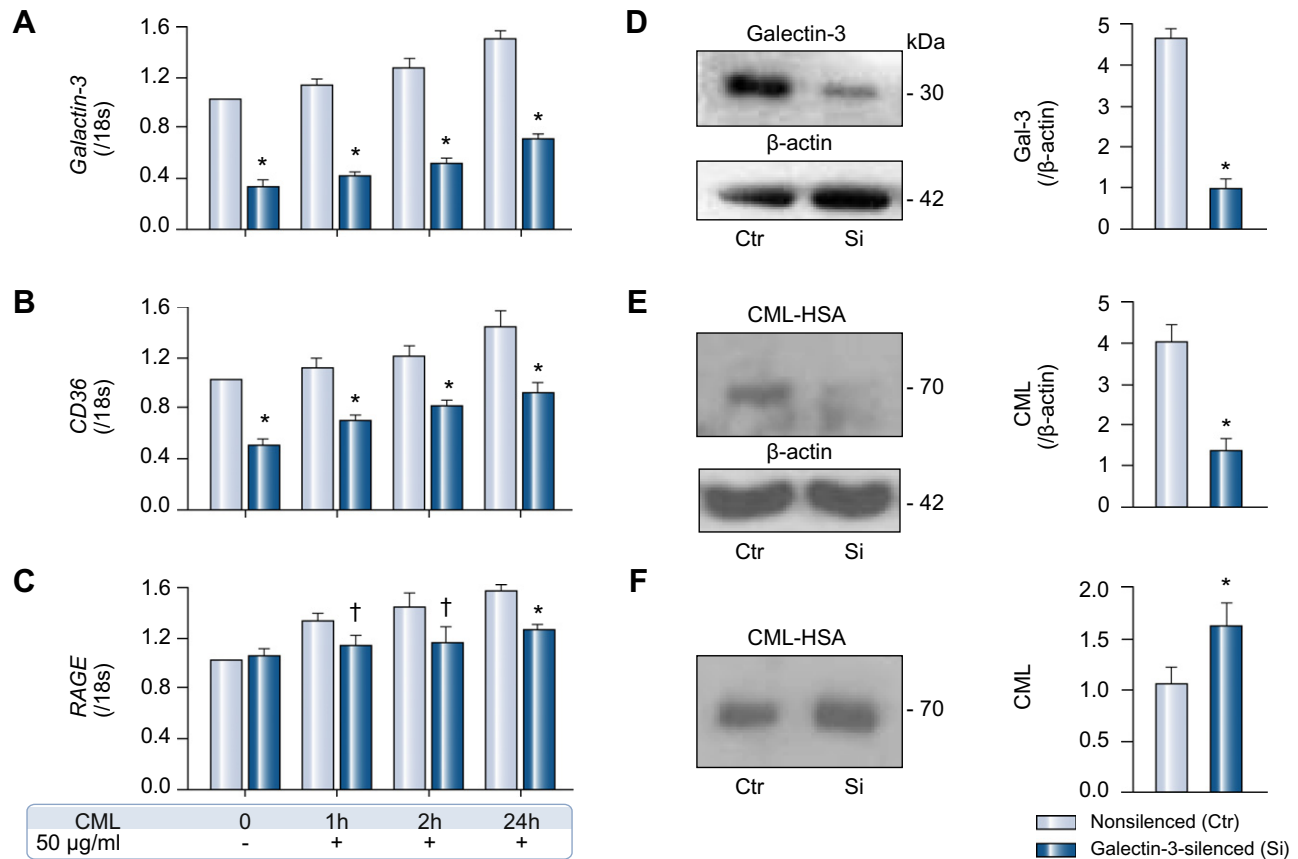 A
1.6
1.2
0.8
0.4
0.0
Galactin-3
(/18s)
*
*
*
*
B
1.6
1.2
0.8
0.4
0.0
CD36
(/18s)
*
*
*
*
C
1.6
1.2
0.8
0.4
0.0
RAGE
(/18s)
†
†
*
CML 0 1h 2h 24h
50 μg/ml - + + +
D
Galectin-3
kDa
- 30
β-actin
- 42
Ctr Si
5
4
3
2
1
0
Gal-3
(/β-actin)
*
E
CML-HSA
- 70
β-actin
- 42
Ctr Si
5
4
3
2
1
0
CML
(/β-actin)
*
F
CML-HSA
- 70
Ctr Si
2.0
1.5
1.0
0.5
0.0
CML
*
Nonsilenced (Ctr)
Galectin-3-silenced (Si)